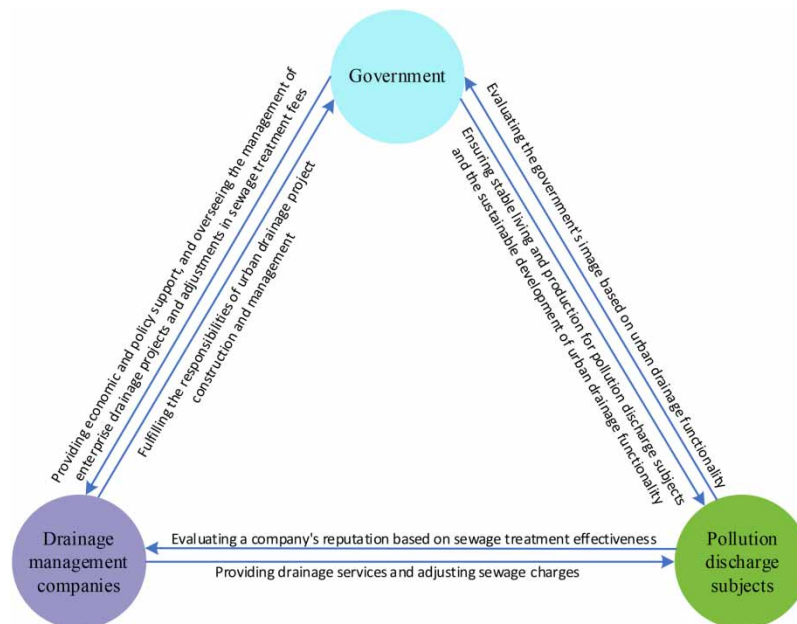 Government
Providing economic and policy support, and overseeing the management of
enterprise drainage projects and adjustments in sewage treatment fees
Fulfilling the responsibilities of urban drainage project
construction and management
Evaluating the government's image based on urban drainage functionality
Ensuring stable living and production for pollution discharge subjects
and the sustainable development of urban drainage functionality
Drainage
management
companies
Evaluating a company's reputation based on sewage treatment effectiveness
Providing drainage services and adjusting sewage charges
Pollution
discharge
subjects